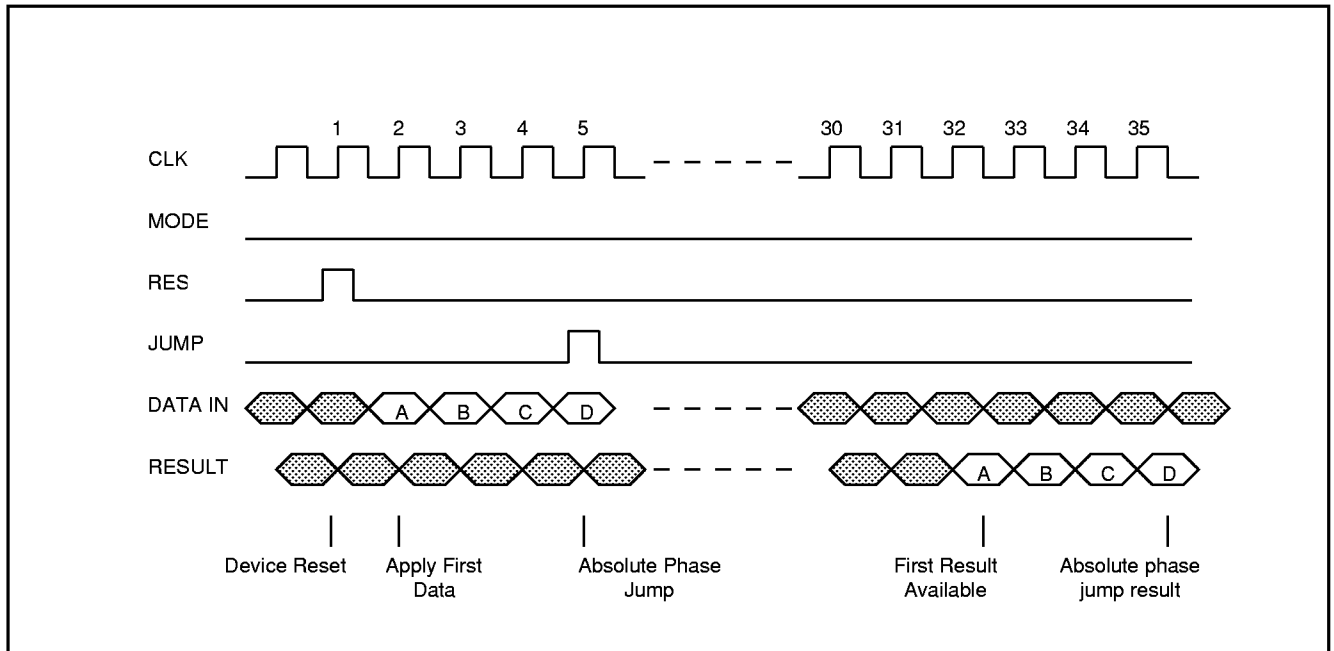 1 2 3 4 5 30 31 32 33 34 35
CLK
MODE
RES
JUMP
DATA IN A B C D
RESULT A B C D
Device Reset
Apply First
Data
Absolute Phase
Jump
First Result
Available
Absolute phase
jump result